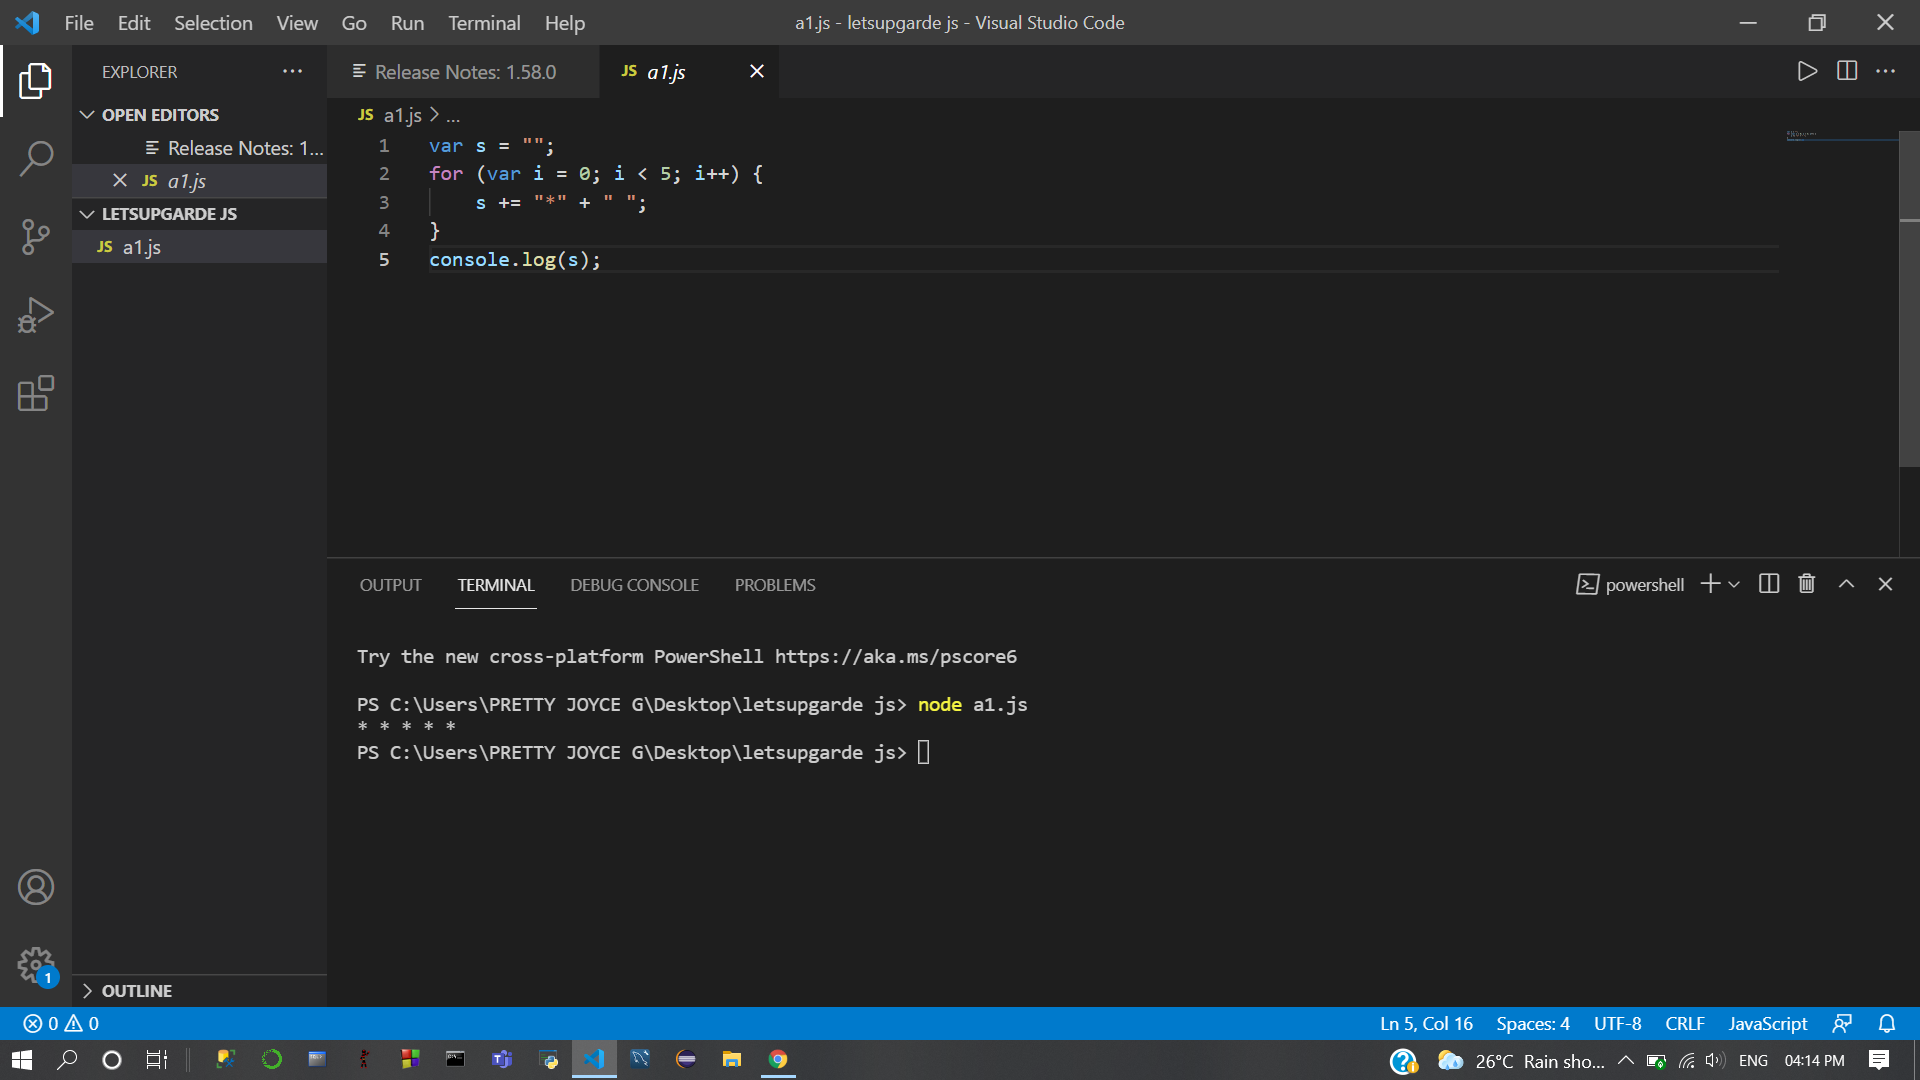 File Edit Selection View Go Run Terminal Help a1.js - letsupgarde js - Visual Studio Code
EXPLORER
Release Notes: 1.58.0 JS a1.js
OPEN EDITORS
Release Notes: 1...
JS a1.js
LETSUPGARDE JS
JS a1.js
JS a1.js > ...
1 var s = "";
2 for (var i = 0; i < 5; i++) {
3 s += "*" + " ";
4 }
5 console.log(s);
OUTPUT TERMINAL DEBUG CONSOLE PROBLEMS powershell
Try the new cross-platform PowerShell https://aka.ms/pscore6
PS C:\Users\PRETTY JOYCE G\Desktop\letsupgarde js> node a1.js
* * * * *
PS C:\Users\PRETTY JOYCE G\Desktop\letsupgarde js>
1
OUTLINE
0 0 Ln 5, Col 16 Spaces: 4 UTF-8 CRLF JavaScript
26°C Rain sho... ENG 04:14 PM